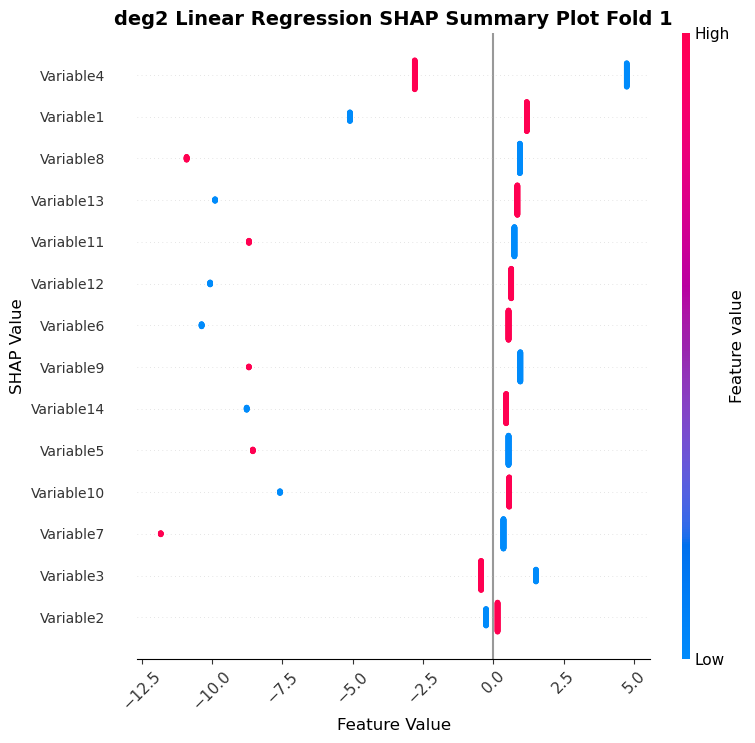 deg2 Linear Regression SHAP Summary Plot Fold 1
High
Variable4
Variable1
Variable8
Variable13
Variable11
Variable12
Variable6
Variable9
Variable14
Variable5
Variable10
Variable7
Variable3
Variable2
SHAP Value
Feature value
Low
−12.5
−10.0
−7.5
−5.0
−2.5
0.0
2.5
5.0
Feature Value